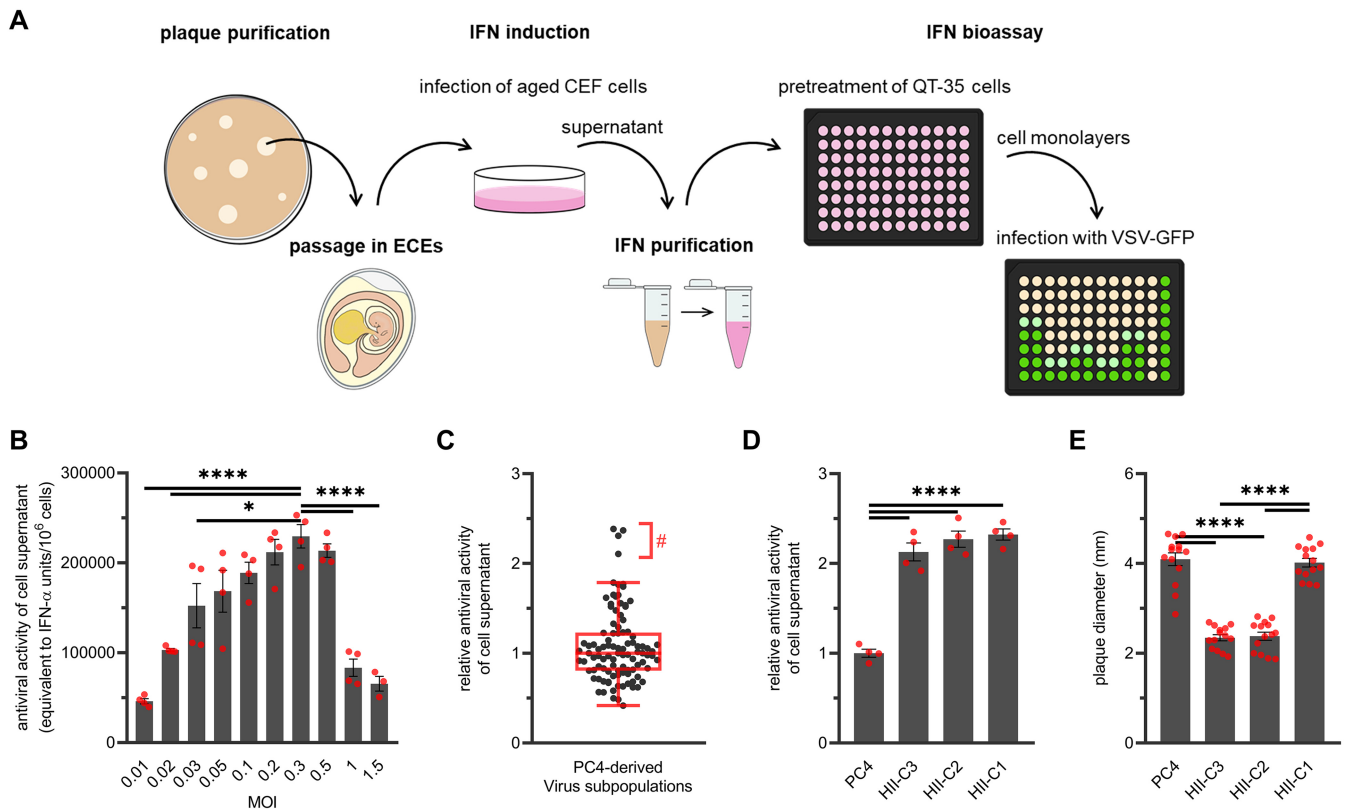 A
plaque purification
IFN induction
IFN bioassay
infection of aged CEF cells
pretreatment of QT-35 cells
supernatant
cell monolayers
passage in ECEs
IFN purification
infection with VSV-GFP
B
antiviral activity of cell supernatant
(equivalent to IFN-α units/10⁶ cells)
300000
200000
100000
0
****
*
****
0.01
0.02
0.03
0.05
0.1
0.2
0.3
0.5
1
1.5
MOI
C
relative antiviral activity
of cell supernatant
3
2
1
0
#
PC4-derived
Virus subpopulations
D
relative antiviral activity
of cell supernatant
3
2
1
0
****
PC4
HII-C3
HII-C2
HII-C1
E
plaque diameter (mm)
6
4
2
0
****
****
PC4
HII-C3
HII-C2
HII-C1